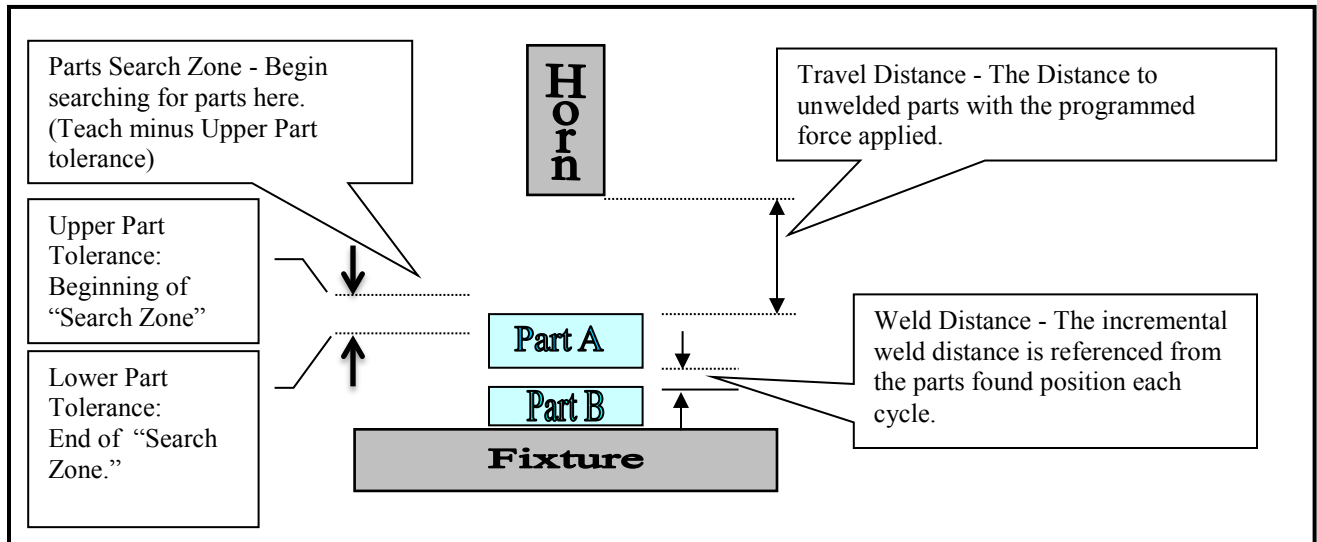 Parts Search Zone - Begin
searching for parts here.
(Teach minus Upper Part
tolerance)
Upper Part
Tolerance:
Beginning of
“Search Zone”
Lower Part
Tolerance:
End of “Search
Zone.”
Horn
Part A
Part B
Fixture
Travel Distance - The Distance to
unwelded parts with the programmed
force applied.
Weld Distance - The incremental
weld distance is referenced from
the parts found position each
cycle.